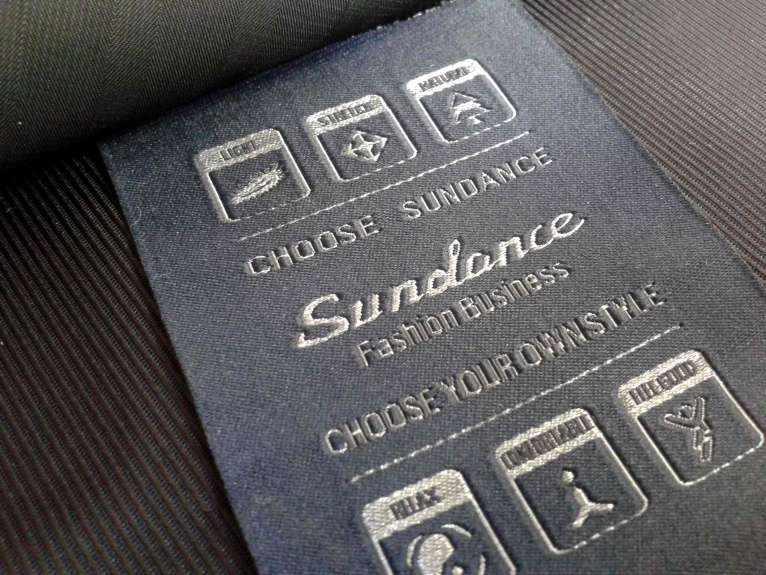 LIGHT STRETCH NATURAL
CHOOSE SUNDANCE
Sundance
Fashion Business
CHOOSE YOUR OWN STYLE
RELAX COMFORTABLE